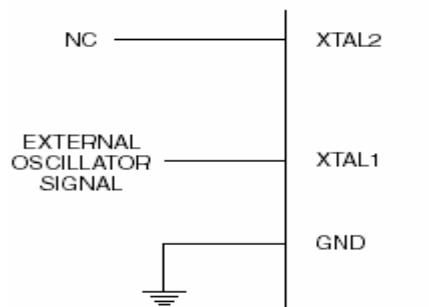 NC XTAL2
EXTERNAL
OSCILLATOR
SIGNAL
XTAL1
GND